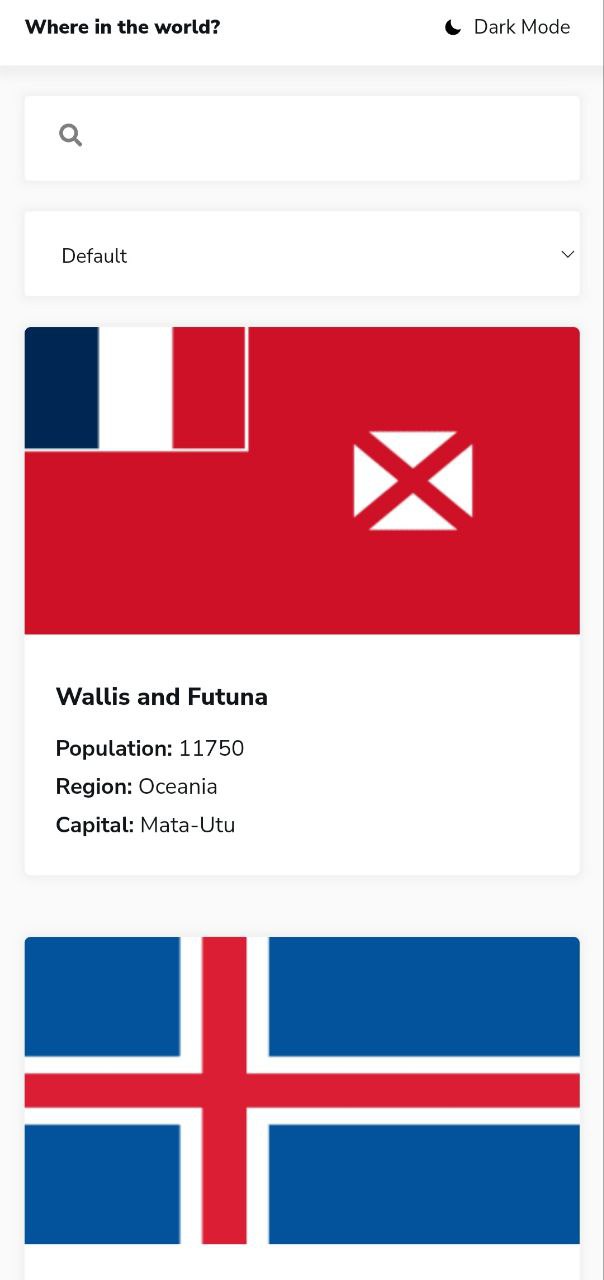 Where in the world?
Dark Mode
Default
Wallis and Futuna
Population: 11750
Region: Oceania
Capital: Mata-Utu